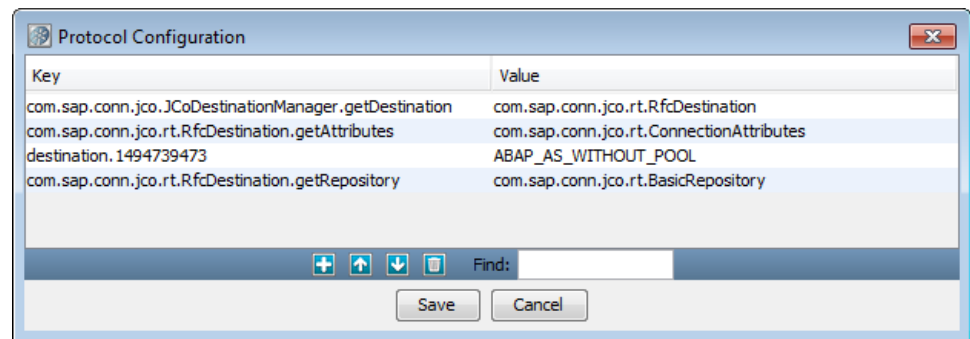 Protocol Configuration
Key Value
com.sap.conn.jco.JCoDestinationManager.getDestination com.sap.conn.jco.rt.RfcDestination
com.sap.conn.jco.rt.RfcDestination.getAttributes com.sap.conn.jco.rt.ConnectionAttributes
destination.1494739473 ABAP_AS_WITHOUT_POOL
com.sap.conn.jco.rt.RfcDestination.getRepository com.sap.conn.jco.rt.BasicRepository
Find:
Save Cancel